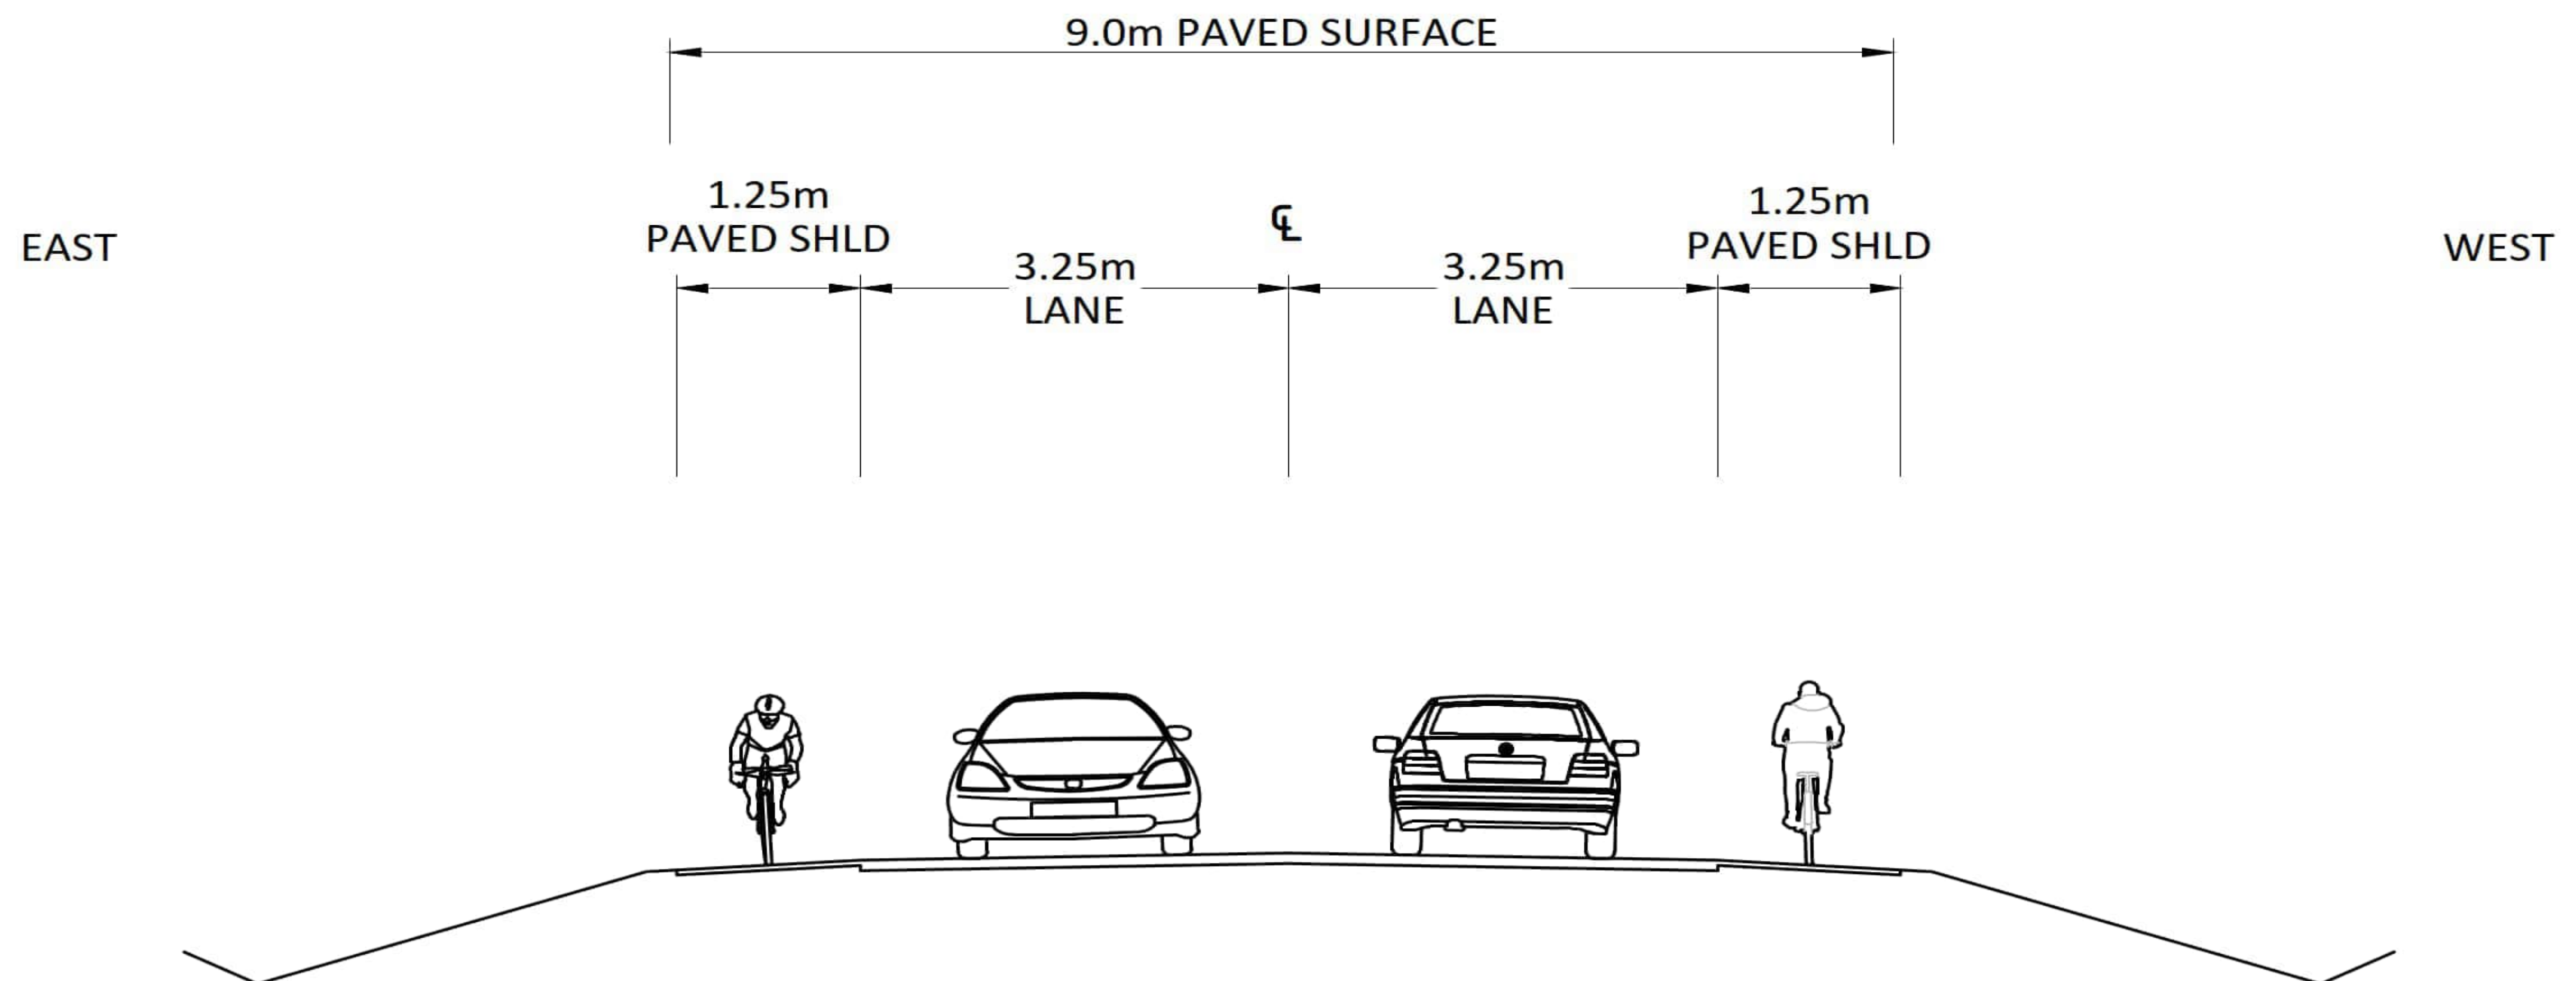 9.0m PAVED SURFACE
1.25m
PAVED SHLD
℄
1.25m
PAVED SHLD
EAST
3.25m
LANE
3.25m
LANE
WEST